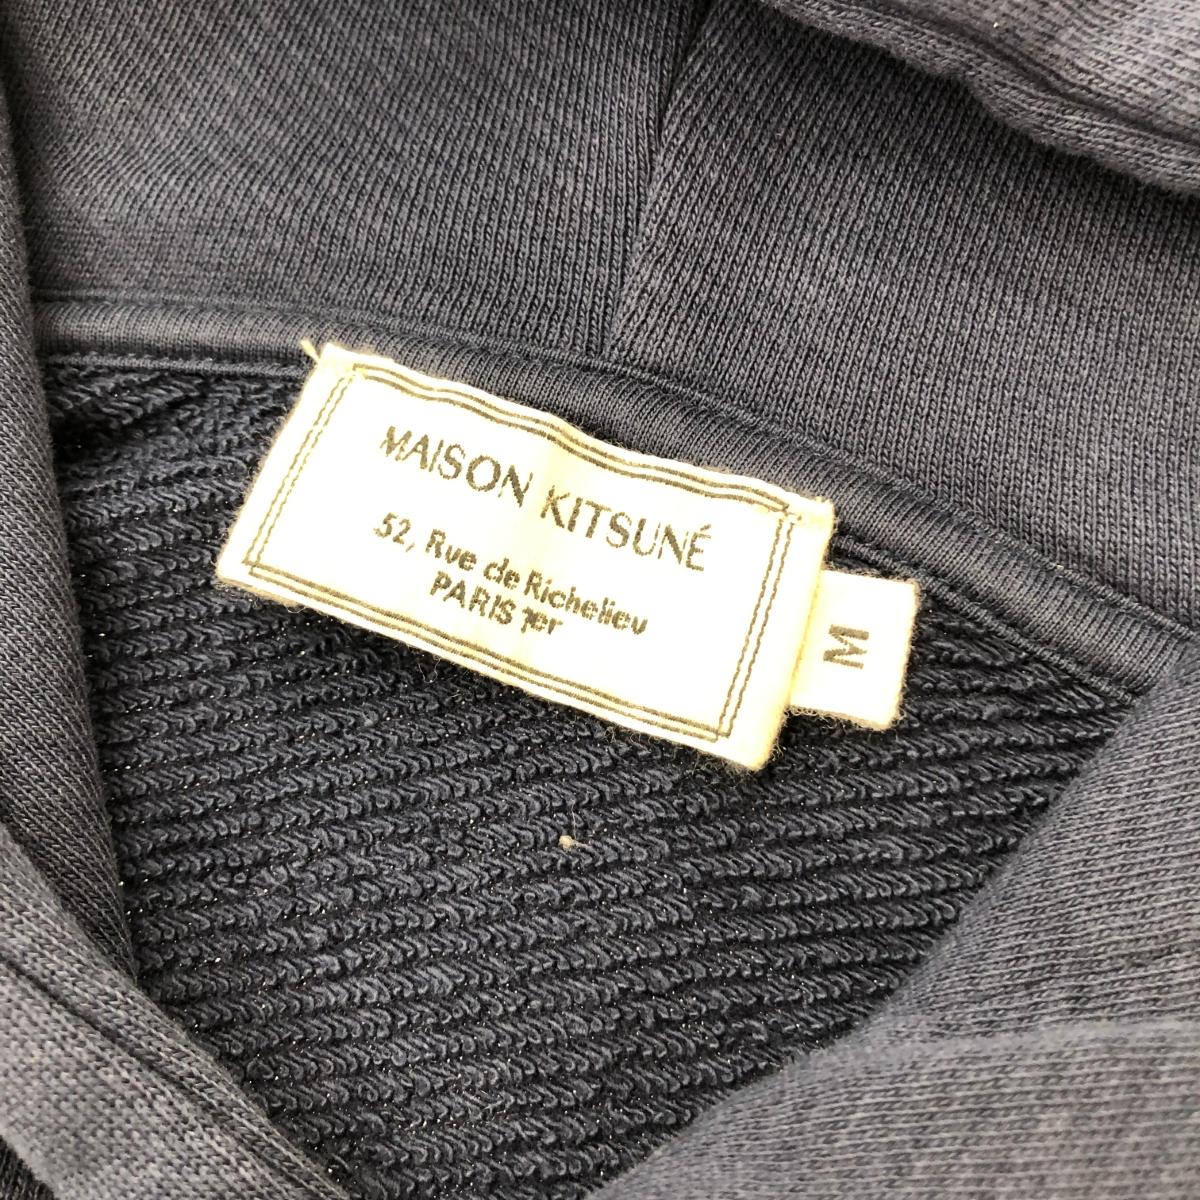 MAISON KITSUNÉ
52, Rue de Richelieu
PARIS 1er
M